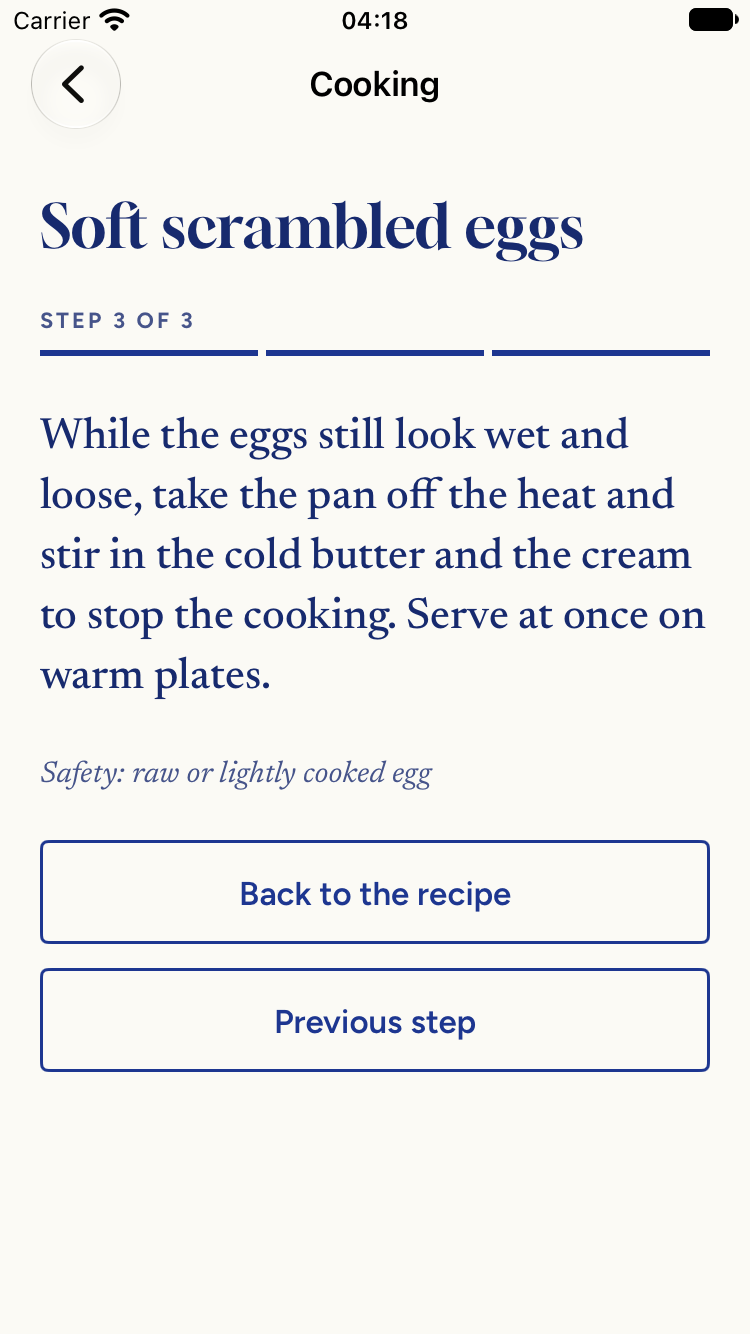 Carrier 04:18
Cooking
Soft scrambled eggs
STEP 3 OF 3
While the eggs still look wet and
loose, take the pan off the heat and
stir in the cold butter and the cream
to stop the cooking. Serve at once on
warm plates.
Safety: raw or lightly cooked egg
Back to the recipe
Previous step